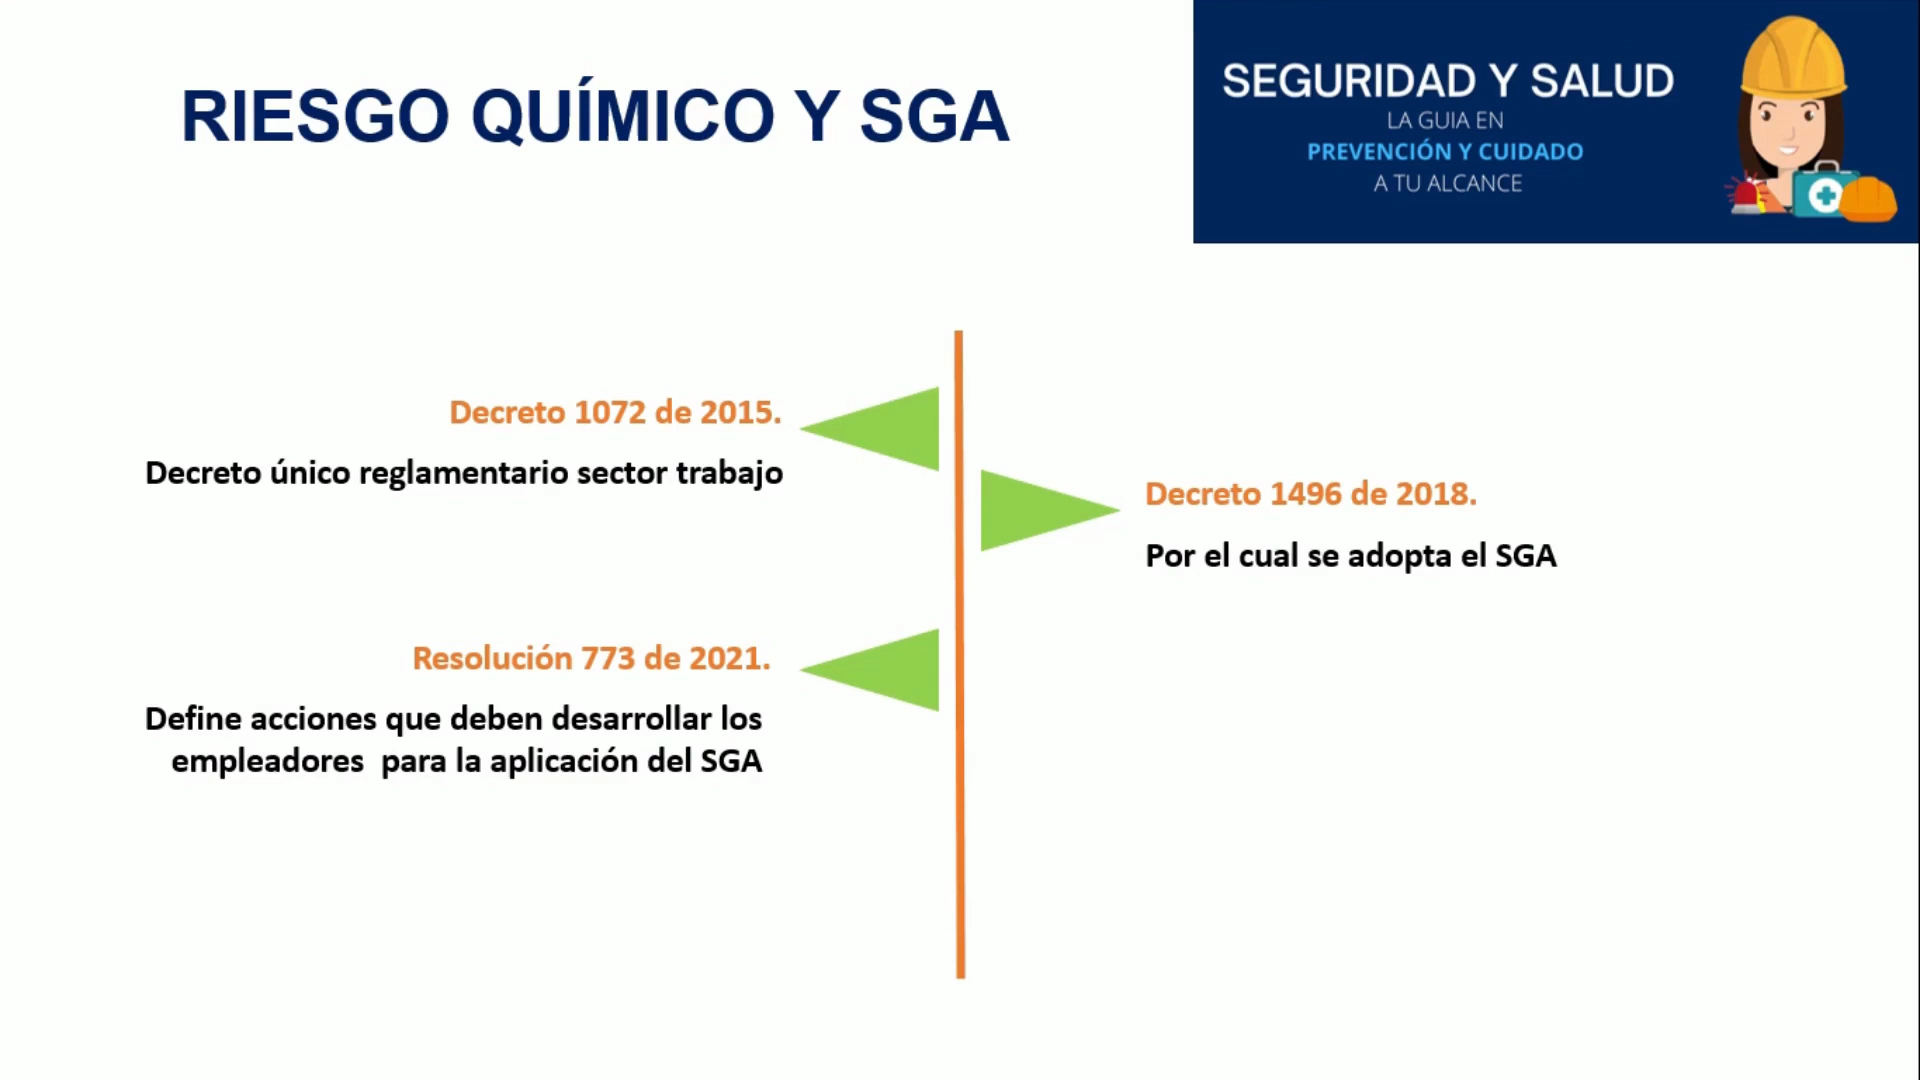 RIESGO QUÍMICO Y SGA
SEGURIDAD Y SALUD
LA GUIA EN
PREVENCIÓN Y CUIDADO
A TU ALCANCE
Decreto 1072 de 2015.
Decreto único reglamentario sector trabajo
Decreto 1496 de 2018.
Por el cual se adopta el SGA
Resolución 773 de 2021.
Define acciones que deben desarrollar los
empleadores  para la aplicación del SGA